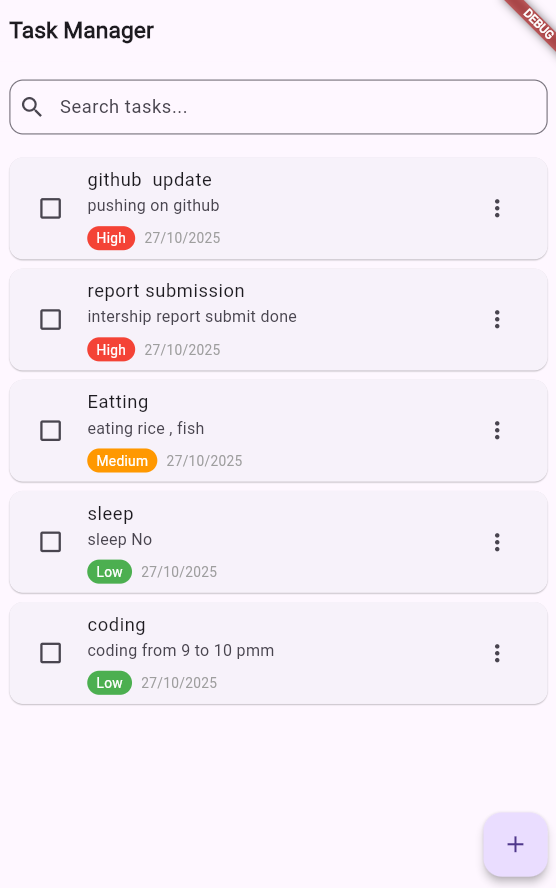 Task Manager
DEBUG
Search tasks...
github  update
pushing on github
High 27/10/2025
report submission
intership report submit done
High 27/10/2025
Eatting
eating rice , fish
Medium 27/10/2025
sleep
sleep No
Low 27/10/2025
coding
coding from 9 to 10 pmm
Low 27/10/2025